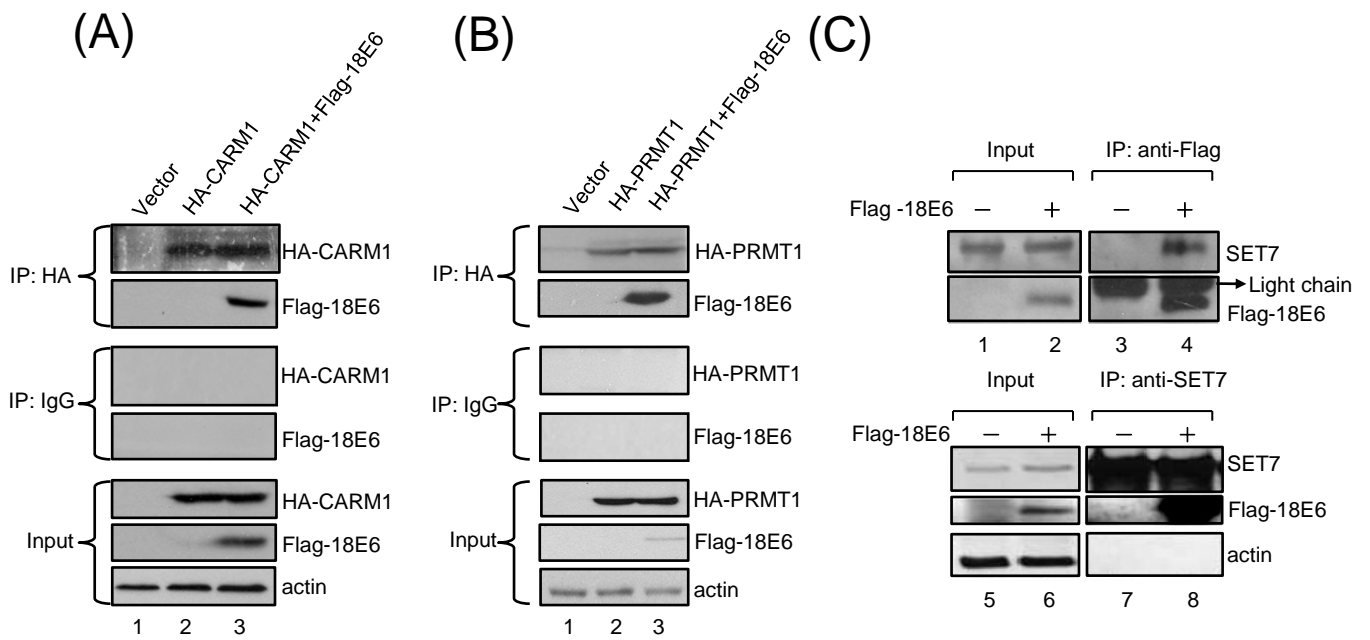 (A)
Vector
HA-CARM1
HA-CARM1+Flag-18E6
IP: HA
HA-CARM1
Flag-18E6
IP: IgG
HA-CARM1
Flag-18E6
Input
HA-CARM1
Flag-18E6
actin
1 2 3
(B)
Vector
HA-PRMT1
HA-PRMT1+Flag-18E6
IP: HA
HA-PRMT1
Flag-18E6
IP: IgG
HA-PRMT1
Flag-18E6
Input
HA-PRMT1
Flag-18E6
actin
1 2 3
(C)
Input IP: anti-Flag
Flag -18E6 − + − +
SET7
Light chain
Flag-18E6
1 2 3 4
Input IP: anti-SET7
Flag-18E6 − + − +
SET7
Flag-18E6
actin
5 6 7 8